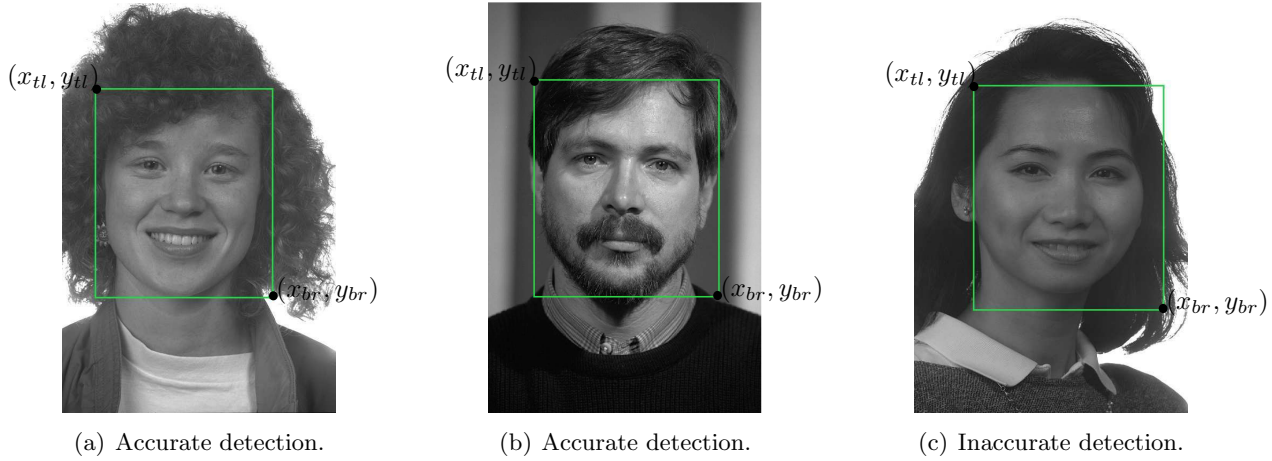 (x_{tl}, y_{tl})
(x_{br}, y_{br})
(a) Accurate detection.
(x_{tl}, y_{tl})
(x_{br}, y_{br})
(b) Accurate detection.
(x_{tl}, y_{tl})
(x_{br}, y_{br})
(c) Inaccurate detection.